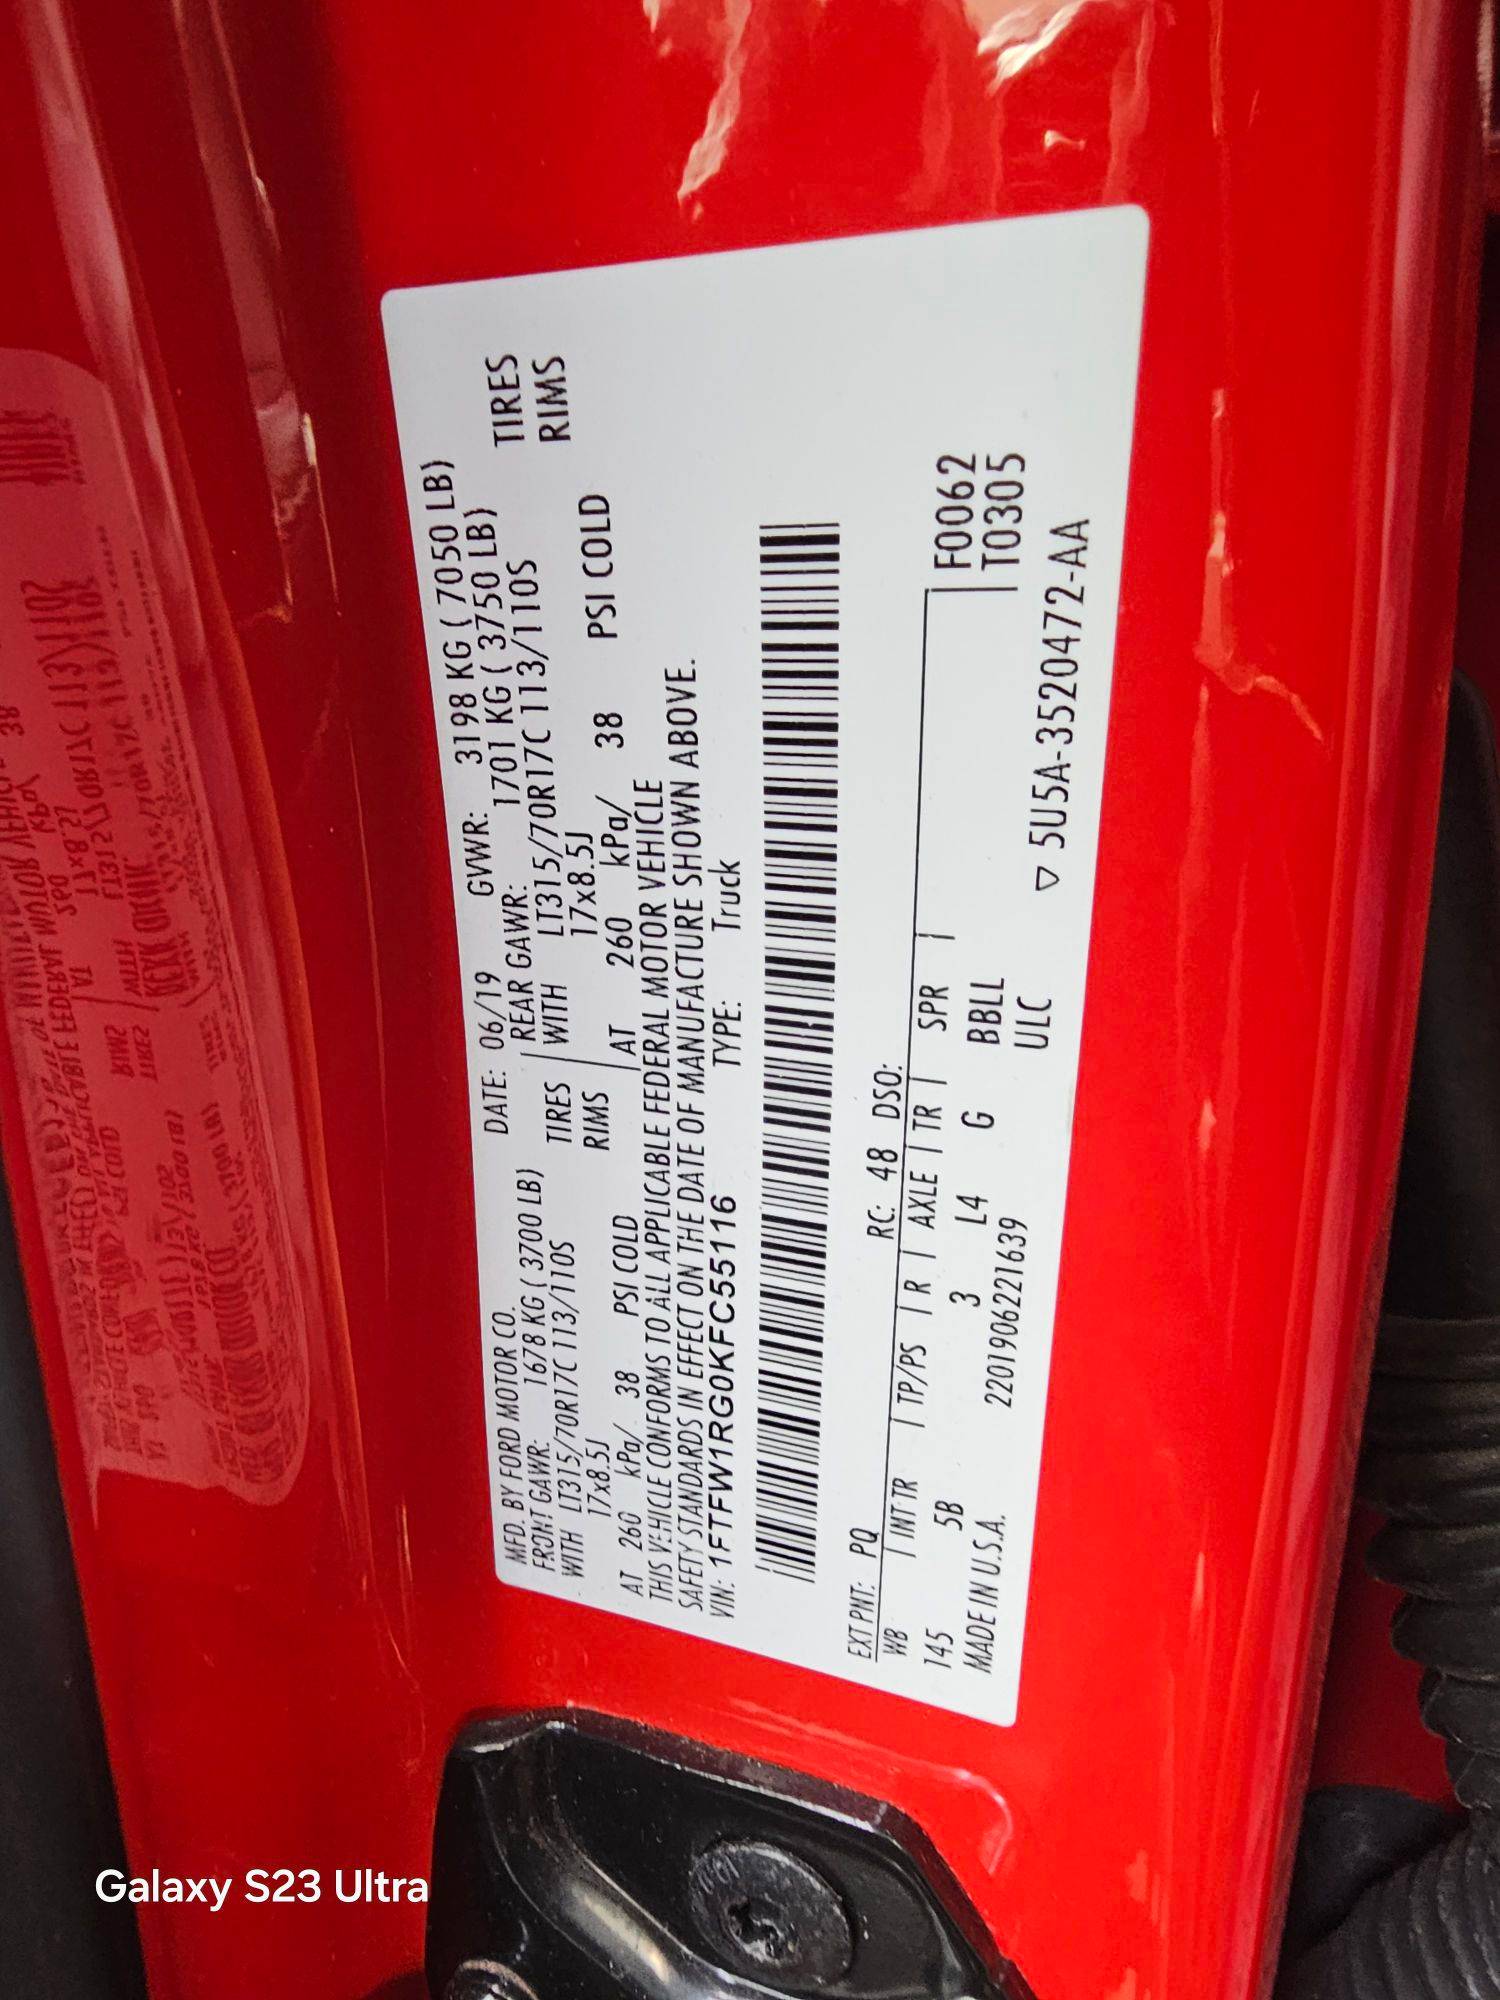 MFD. BY FORD MOTOR CO.
DATE: 06/19 GVWR: 3198 KG ( 7050 LB)
FRONT GAWR: 1678 KG ( 3700 LB) REAR GAWR: 1701 KG ( 3750 LB)
WITH LT315/70R17C 113/110S TIRES WITH LT315/70R17C 113/110S TIRES
17x8.5J RIMS 17x8.5J RIMS
AT 260 kPa/ 38 PSI COLD AT 260 kPa/ 38 PSI COLD
THIS VEHICLE CONFORMS TO ALL APPLICABLE FEDERAL MOTOR VEHICLE
SAFETY STANDARDS IN EFFECT ON THE DATE OF MANUFACTURE SHOWN ABOVE.
VIN: 1FTFW1RG0KFC55116 TYPE: Truck
EXT PNT: PQ RC: 48 DSO:
WB INT TR TP/PS R AXLE TR SPR F0062
145 5B 3 L4 G BBLL T0305
MADE IN U.S.A. 220190622​1639 ULC
▽ 5U5A-3520472-AA
Galaxy S23 Ultra